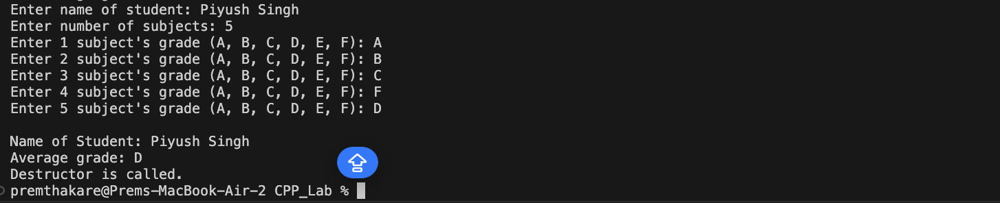 Enter name of student: Piyush Singh
Enter number of subjects: 5
Enter 1 subject's grade (A, B, C, D, E, F): A
Enter 2 subject's grade (A, B, C, D, E, F): B
Enter 3 subject's grade (A, B, C, D, E, F): C
Enter 4 subject's grade (A, B, C, D, E, F): F
Enter 5 subject's grade (A, B, C, D, E, F): D
Name of Student: Piyush Singh
Average grade: D
Destructor is called.
premthakare@Prems-MacBook-Air-2 CPP_Lab %